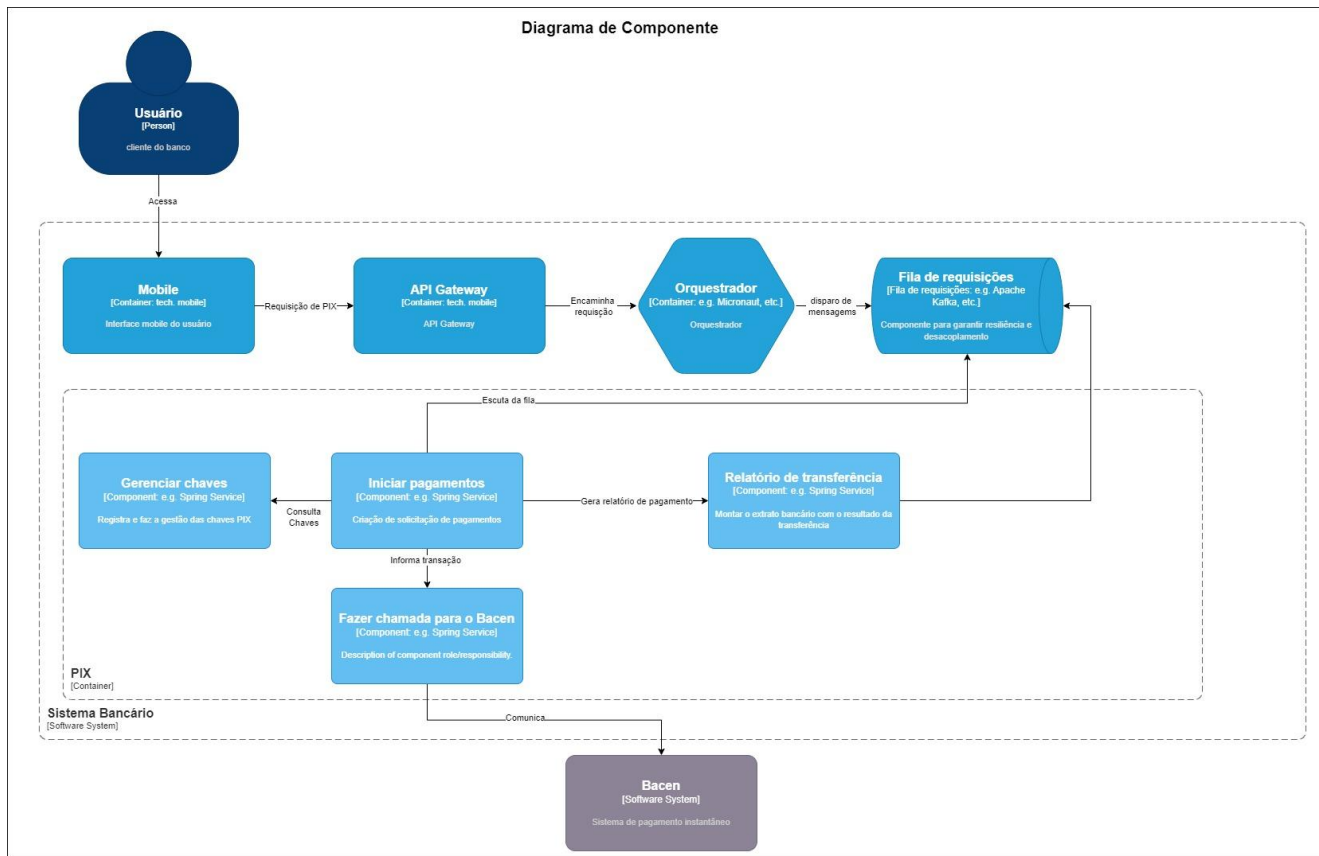 Diagrama de Componente
Usuário
[Person]
cliente do banco
Acessa
Mobile
[Container: tech. mobile]
Interface mobile do usuário
Requisição de PIX
API Gateway
[Container: tech. mobile]
API Gateway
Encaminha
requisição
Orquestrador
[Container: e.g. Micronaut, etc.]
Orquestrador
disparo de
mensagems
Fila de requisições
[Fila de requisições: e.g. Apache
Kafka, etc.]
Componente para garantir resiliência e
desacoplamento
Escuta da fila
Gerenciar chaves
[Component: e.g. Spring Service]
Registra e faz a gestão das chaves PIX
Consulta
Chaves
Iniciar pagamentos
[Component: e.g. Spring Service]
Criação de solicitação de pagamentos
Gera relatório de pagamento
Relatório de transferência
[Component: e.g. Spring Service]
Montar o extrato bancário com o resultado da
transferência
Informa transação
Fazer chamada para o Bacen
[Component: e.g. Spring Service]
Description of component role/responsibility.
PIX
[Container]
Sistema Bancário
[Software System]
Comunica
Bacen
[Software System]
Sistema de pagamento instantâneo